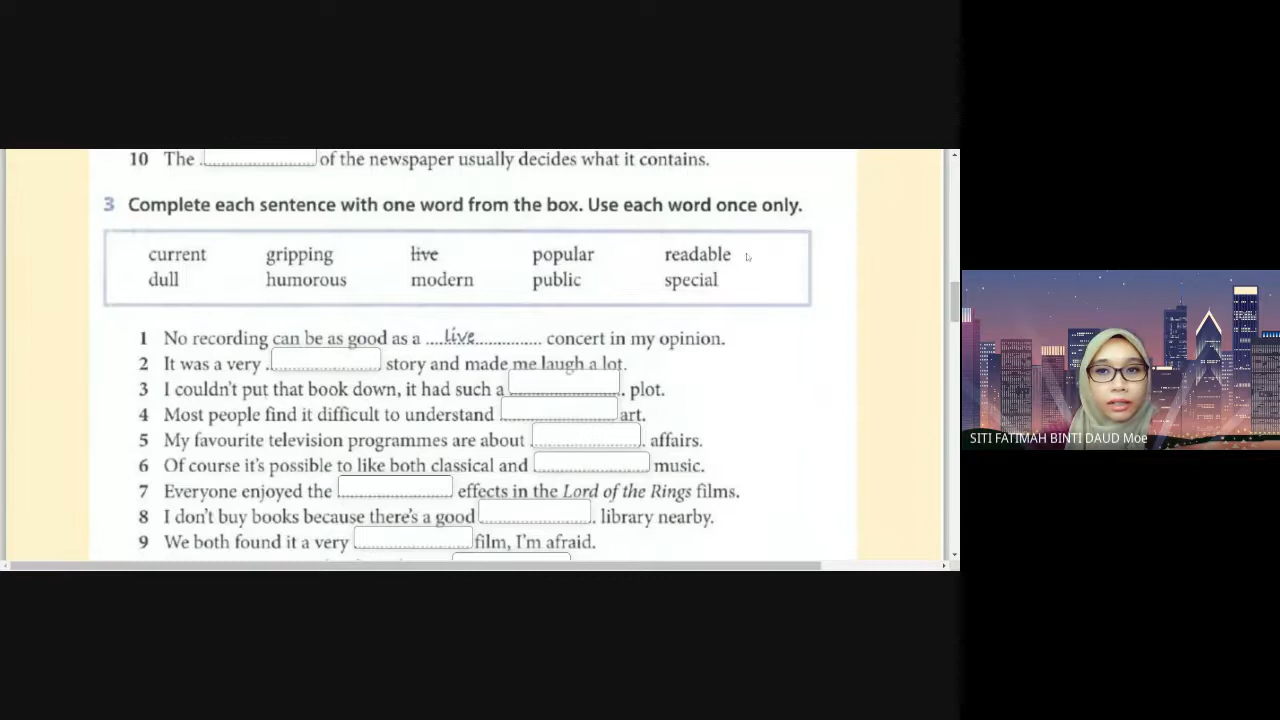 10 The .................... of the newspaper usually decides what it contains.
3 Complete each sentence with one word from the box. Use each word once only.
current gripping live popular readable
dull humorous modern public special
1 No recording can be as good as a ....live............... concert in my opinion.
2 It was a very .................... story and made me laugh a lot.
3 I couldn't put that book down, it had such a .................... plot.
4 Most people find it difficult to understand .................... art.
5 My favourite television programmes are about .................... affairs.
6 Of course it's possible to like both classical and .................... music.
7 Everyone enjoyed the .................... effects in the Lord of the Rings films.
8 I don't buy books because there's a good .................... library nearby.
9 We both found it a very .................... film, I'm afraid.
SITI FATIMAH BINTI DAUD Moe